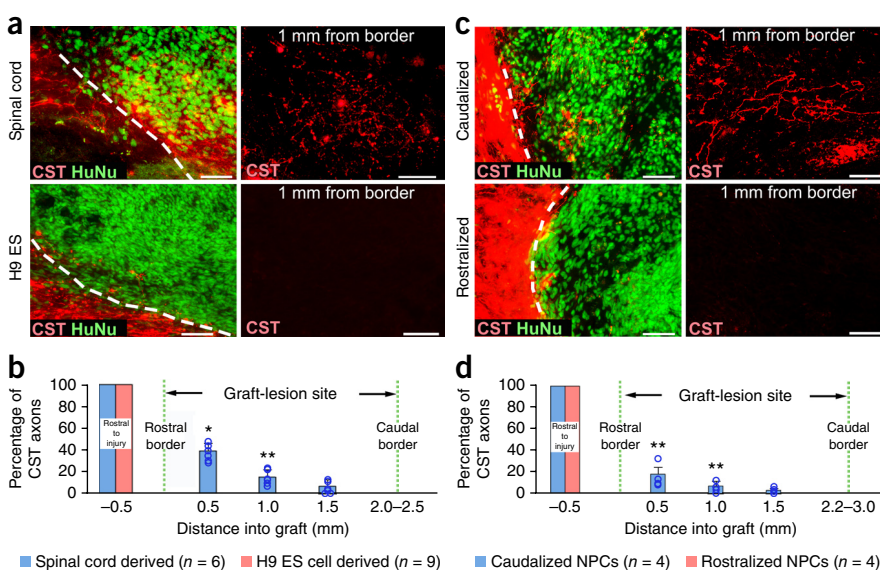 a
Spinal cord
CST HuNu
1 mm from border
CST
H9 ES
CST HuNu
1 mm from border
CST
b
Percentage of
CST axons
100
80
60
40
20
0
Rostral
to
injury
Rostral
border
Graft-lesion site
Caudal
border
*
**
–0.5
0.5
1.0
1.5
2.0–2.5
Distance into graft (mm)
Spinal cord derived (n = 6)
H9 ES cell derived (n = 9)
c
Caudalized
CST HuNu
1 mm from border
CST
Rostralized
CST HuNu
1 mm from border
CST
d
Percentage of
CST axons
100
80
60
40
20
0
Rostral
to
injury
Rostral
border
Graft-lesion site
Caudal
border
**
**
–0.5
0.5
1.0
1.5
2.2–3.0
Distance into graft (mm)
Caudalized NPCs (n = 4)
Rostralized NPCs (n = 4)